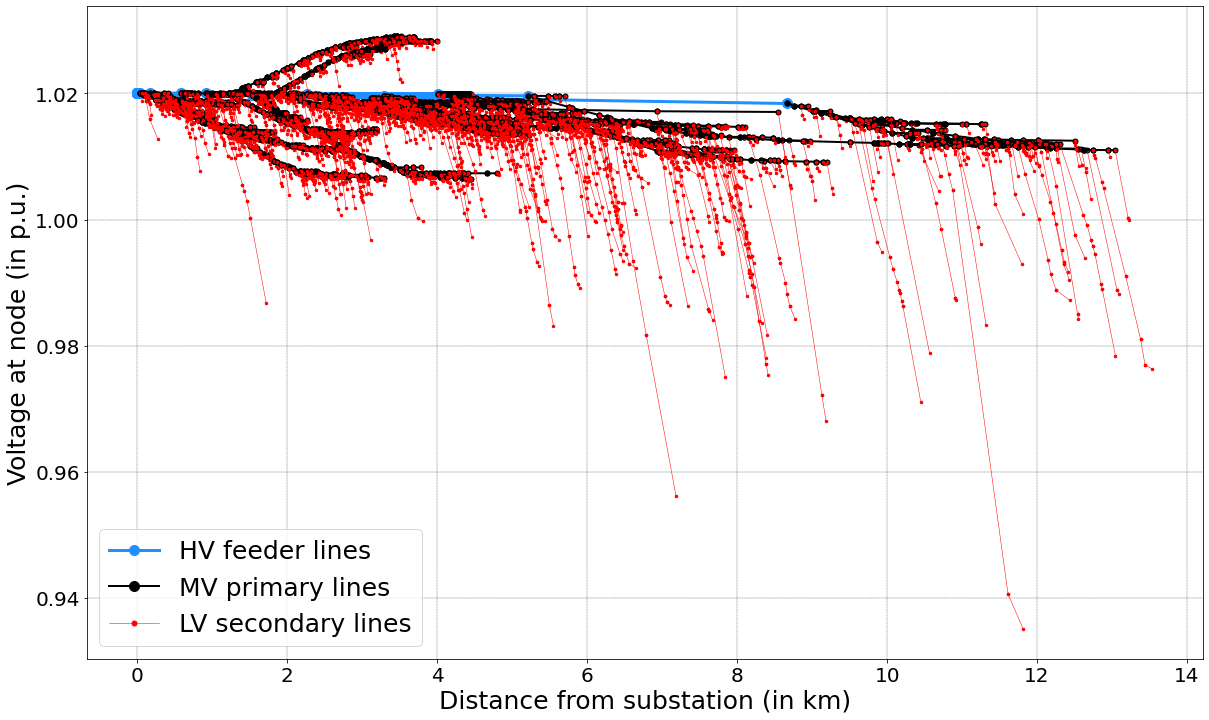 Voltage at node (in p.u.)
1.02
1.00
0.98
0.96
0.94
HV feeder lines
MV primary lines
LV secondary lines
0 2 4 6 8 10 12 14
Distance from substation (in km)